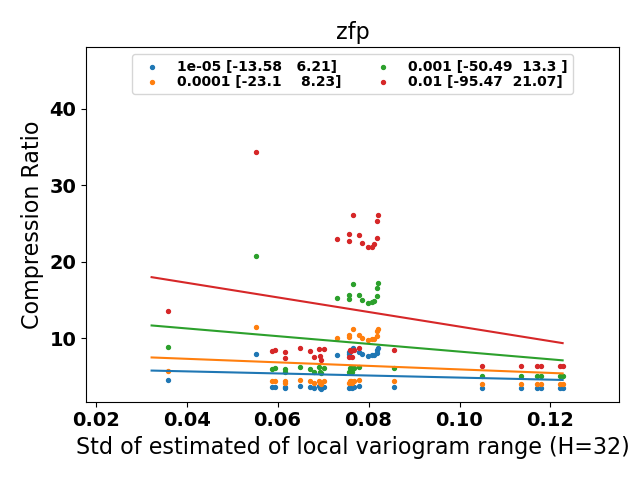 zfp
1e-05 [-13.58   6.21]
0.0001 [-23.1    8.23]
0.001 [-50.49  13.3 ]
0.01 [-95.47  21.07]
Compression Ratio
40
30
20
10
0.02 0.04 0.06 0.08 0.10 0.12
Std of estimated of local variogram range (H=32)